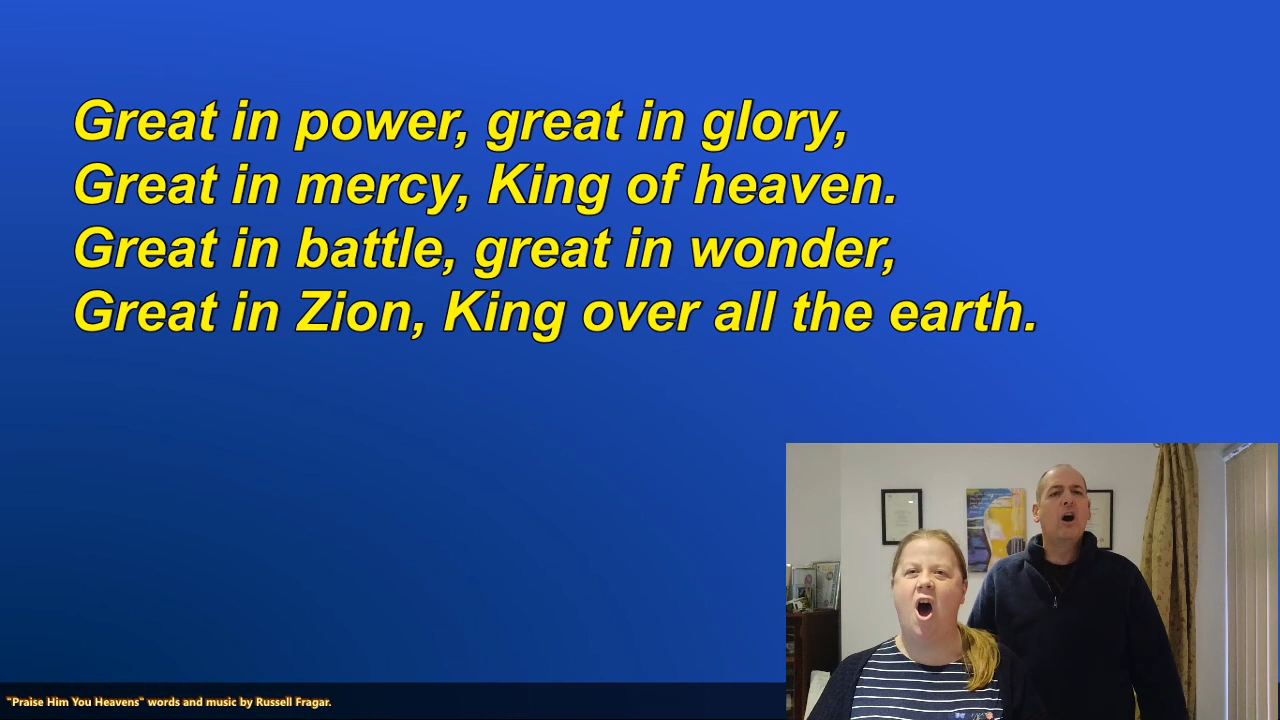 Great in power, great in glory,
Great in mercy, King of heaven.
Great in battle, great in wonder,
Great in Zion, King over all the earth.
"Praise Him You Heavens" words and music by Russell Fragar.